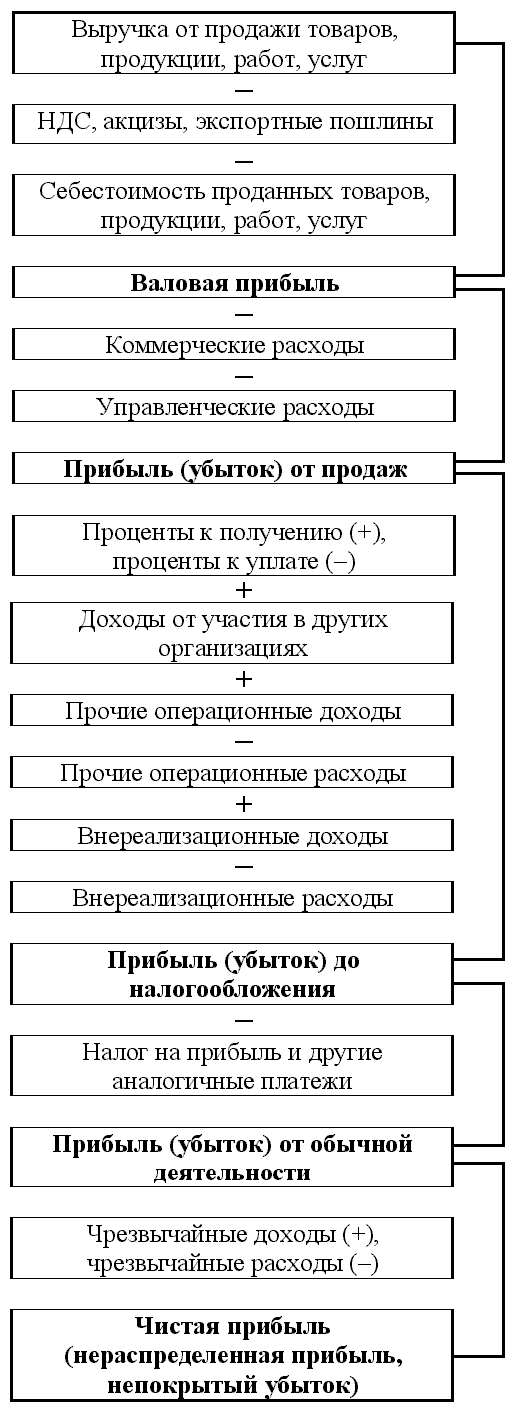 Выручка от продажи товаров,
продукции, работ, услуг
–
НДС, акцизы, экспортные пошлины
–
Себестоимость проданных товаров,
продукции, работ, услуг
Валовая прибыль
–
Коммерческие расходы
–
Управленческие расходы
Прибыль (убыток) от продаж
Проценты к получению (+),
проценты к уплате (–)
+
Доходы от участия в других
организациях
+
Прочие операционные доходы
–
Прочие операционные расходы
+
Внереализационные доходы
–
Внереализационные расходы
Прибыль (убыток) до
налогообложения
–
Налог на прибыль и другие
аналогичные платежи
Прибыль (убыток) от обычной
деятельности
Чрезвычайные доходы (+),
чрезвычайные расходы (–)
Чистая прибыль
(нераспределенная прибыль,
непокрытый убыток)